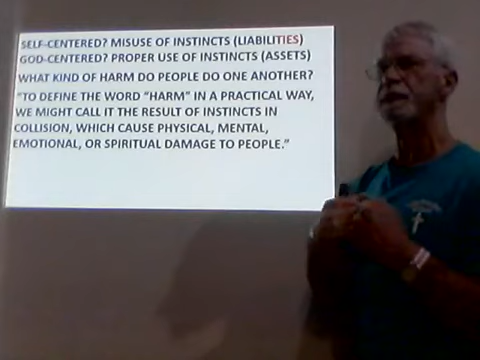 SELF-CENTERED? MISUSE OF INSTINCTS (LIABILITIES)
GOD-CENTERED? PROPER USE OF INSTINCTS (ASSETS)
WHAT KIND OF HARM DO PEOPLE DO ONE ANOTHER?
"TO DEFINE THE WORD "HARM" IN A PRACTICAL WAY,
WE MIGHT CALL IT THE RESULT OF INSTINCTS IN
COLLISION, WHICH CAUSE PHYSICAL, MENTAL,
EMOTIONAL, OR SPIRITUAL DAMAGE TO PEOPLE."